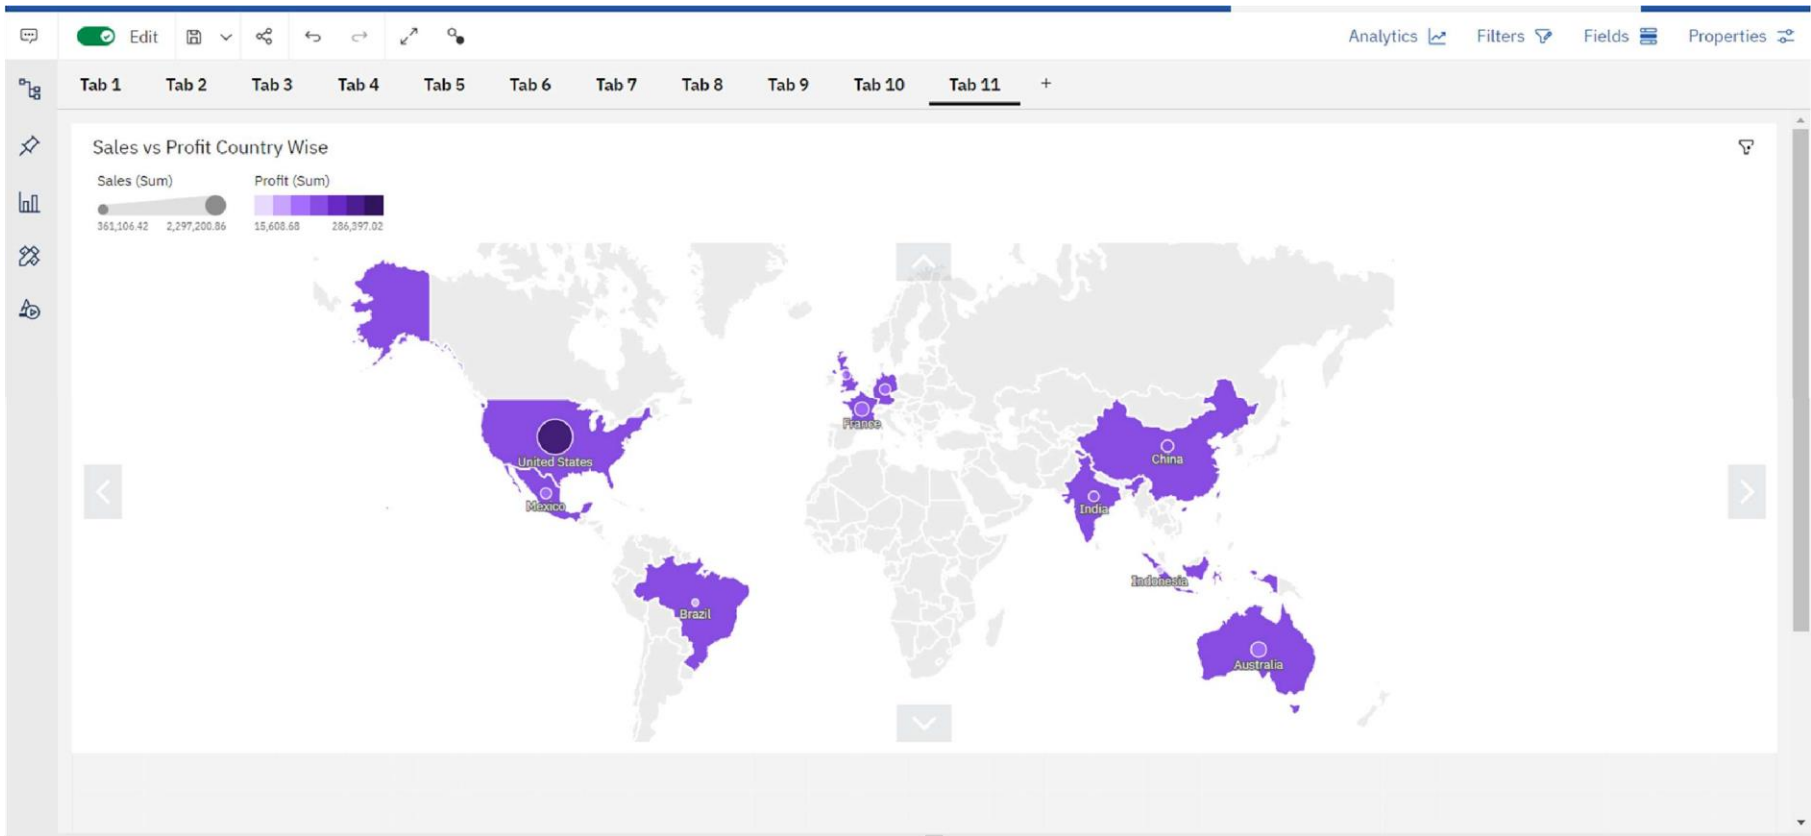 Edit
Analytics
Filters
Fields
Properties
Tab 1
Tab 2
Tab 3
Tab 4
Tab 5
Tab 6
Tab 7
Tab 8
Tab 9
Tab 10
Tab 11
+
Sales vs Profit Country Wise
Sales (Sum)
361,106.42
2,297,200.86
Profit (Sum)
15,608.68
286,397.02
France
United States
China
Mexico
India
Indonesia
Brazil
Australia